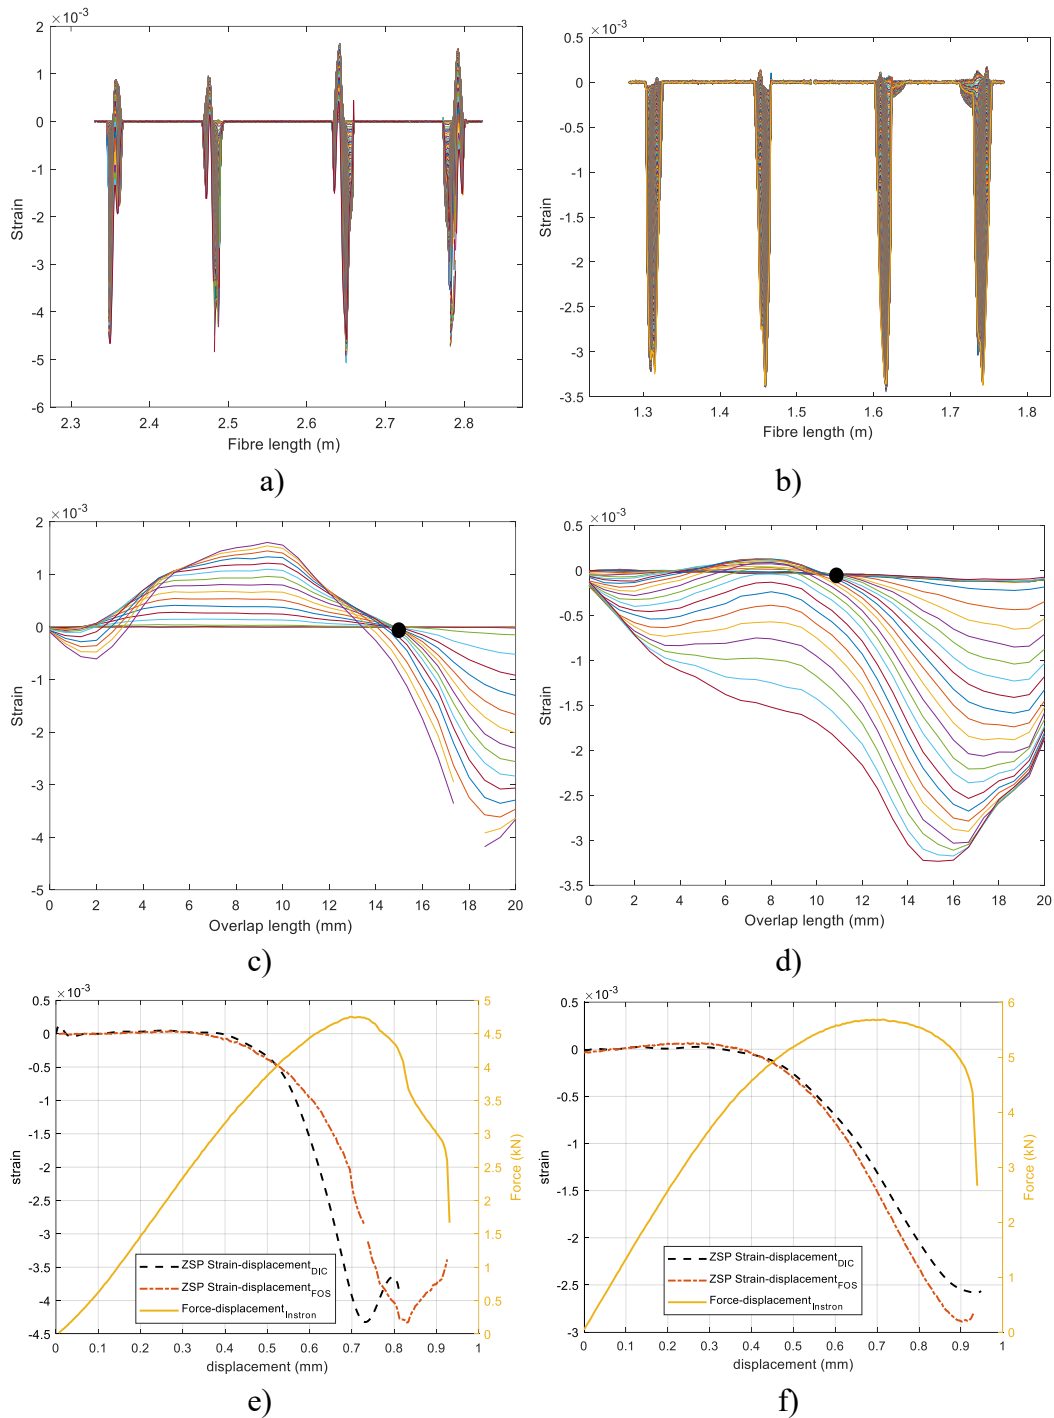 ×10⁻³
2
1
0
-1
-2
-3
-4
-5
-6
Strain
2.3 2.4 2.5 2.6 2.7 2.8
Fibre length (m)
a)
×10⁻³
0.5
0
-0.5
-1
-1.5
-2
-2.5
-3
-3.5
Strain
1.3 1.4 1.5 1.6 1.7 1.8
Fibre length (m)
b)
×10⁻³
2
1
0
-1
-2
-3
-4
-5
Strain
0 2 4 6 8 10 12 14 16 18 20
Overlap length (mm)
c)
×10⁻³
0.5
0
-0.5
-1
-1.5
-2
-2.5
-3
-3.5
Strain
0 2 4 6 8 10 12 14 16 18 20
Overlap length (mm)
d)
×10⁻³
0.5
0
-0.5
-1
-1.5
-2
-2.5
-3
-3.5
-4
-4.5
strain
5
4.5
4
3.5
3
2.5
2
1.5
1
0.5
0
Force (kN)
ZSP Strain-displacement DIC
ZSP Strain-displacement FOS
Force-displacement Instron
0 0.1 0.2 0.3 0.4 0.5 0.6 0.7 0.8 0.9 1
displacement (mm)
e)
×10⁻³
0.5
0
-0.5
-1
-1.5
-2
-2.5
-3
strain
6
5
4
3
2
1
0
Force (kN)
ZSP Strain-displacement DIC
ZSP Strain-displacement FOS
Force-displacement Instron
0 0.1 0.2 0.3 0.4 0.5 0.6 0.7 0.8 0.9 1
displacement (mm)
f)